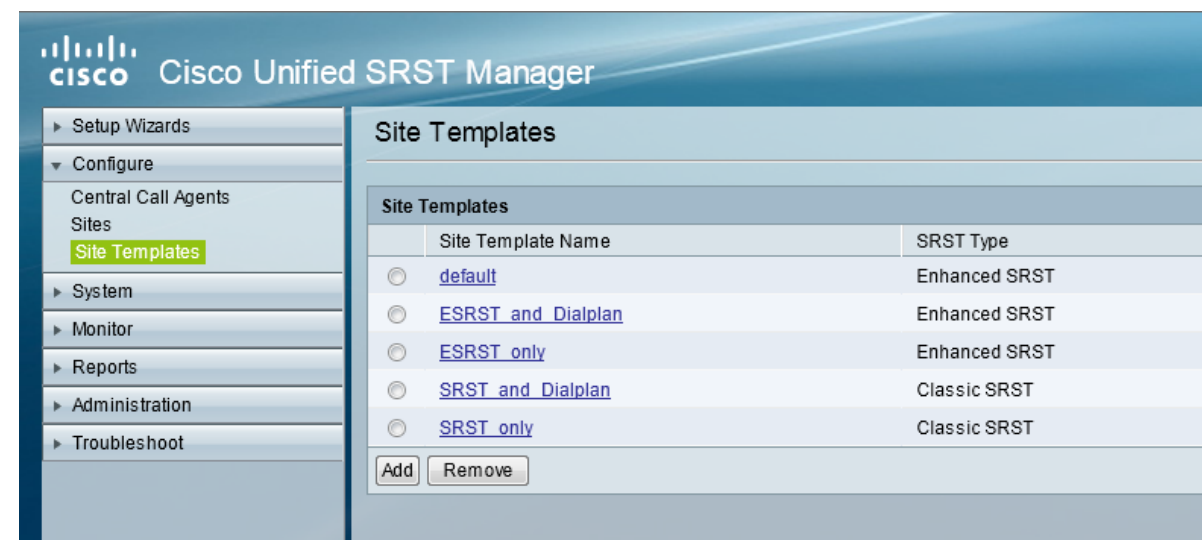 CISCO Cisco Unified SRST Manager
Setup Wizards
Configure
Central Call Agents
Sites
Site Templates
System
Monitor
Reports
Administration
Troubleshoot
Site Templates
Site Templates
Site Template Name SRST Type
default Enhanced SRST
ESRST_and_Dialplan Enhanced SRST
ESRST_only Enhanced SRST
SRST_and_Dialplan Classic SRST
SRST_only Classic SRST
Add Remove